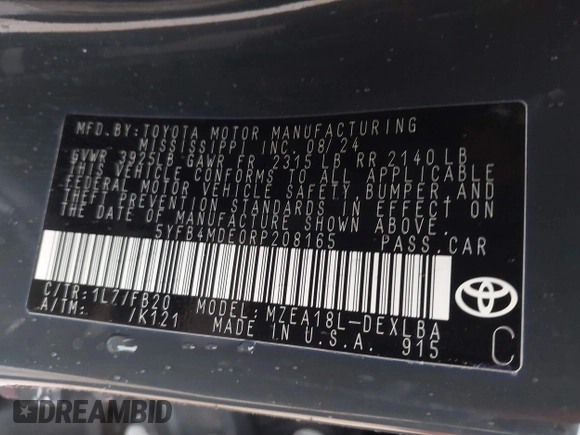 MFD. BY: TOYOTA MOTOR MANUFACTURING
MISSISSIPPI INC. 08/24
GVWR 3925LB GAWR FR 2315 LB RR 2140 LB
THIS VEHICLE CONFORMS TO ALL APPLICABLE
FEDERAL MOTOR VEHICLE SAFETY, BUMPER, AND
THEFT PREVENTION STANDARDS IN EFFECT ON
THE DATE OF MANUFACTURE SHOWN ABOVE.
5YFB4MDE0RP208165 PASS.CAR
C/TR:1L7/FB20 MODEL:MZEA18L-DEXLBA
A/TM: /K121 MADE IN U.S.A. 915
C
DREAMBID